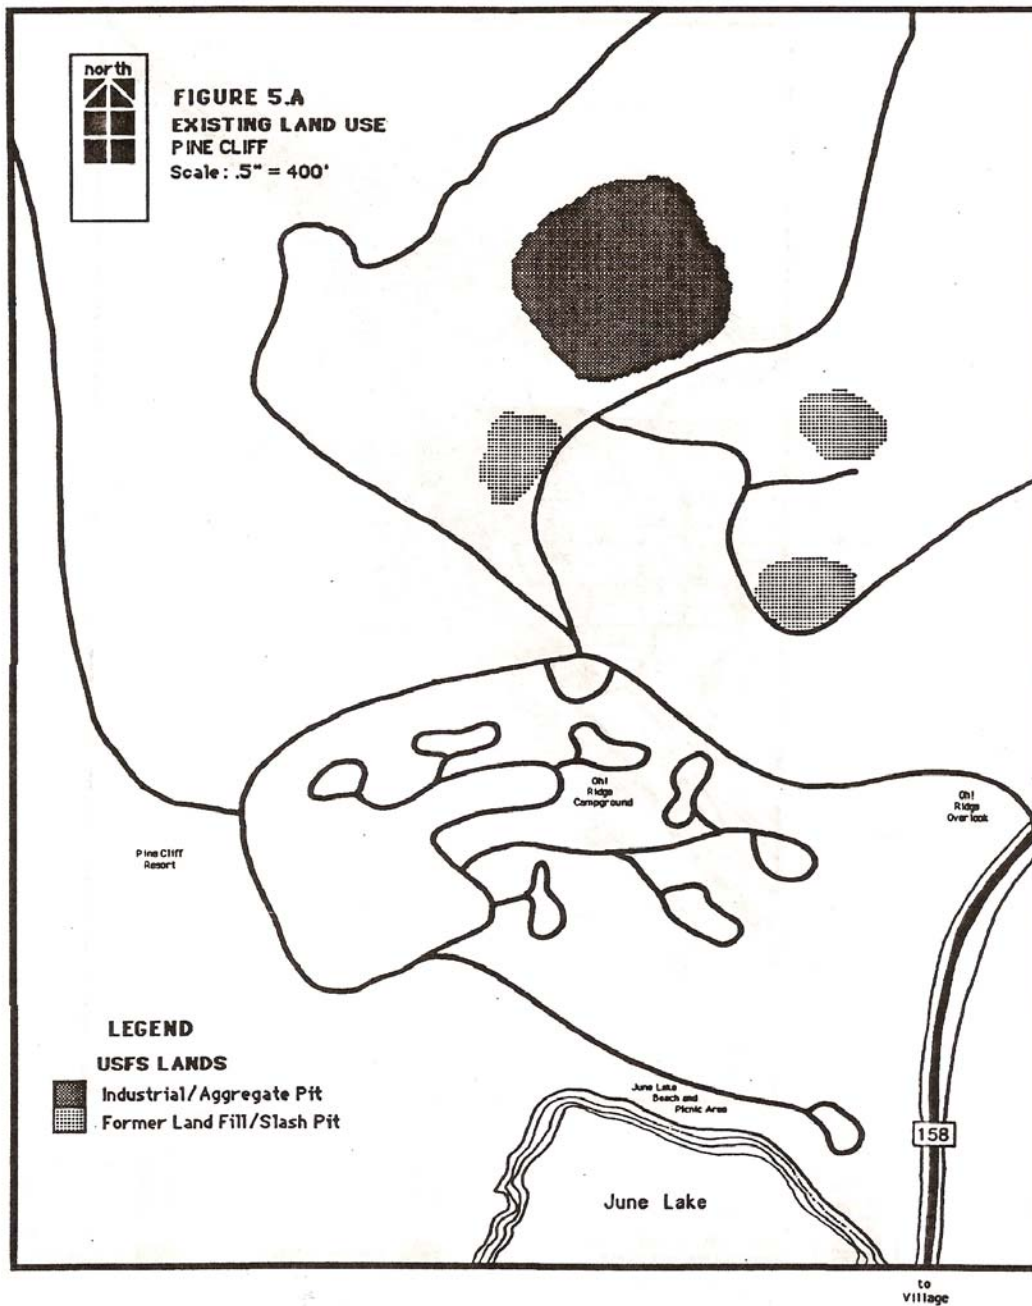 north
FIGURE 5.A
EXISTING LAND USE
PINE CLIFF
Scale: .5" = 400'
Oh!
Ridge
Campground
Oh!
Ridge
Overlook
Pine Cliff
Resort
LEGEND
USFS LANDS
Industrial/Aggregate Pit
Former Land Fill/Slash Pit
June Lake
Beach and
Picnic Area
158
June Lake
to
Village